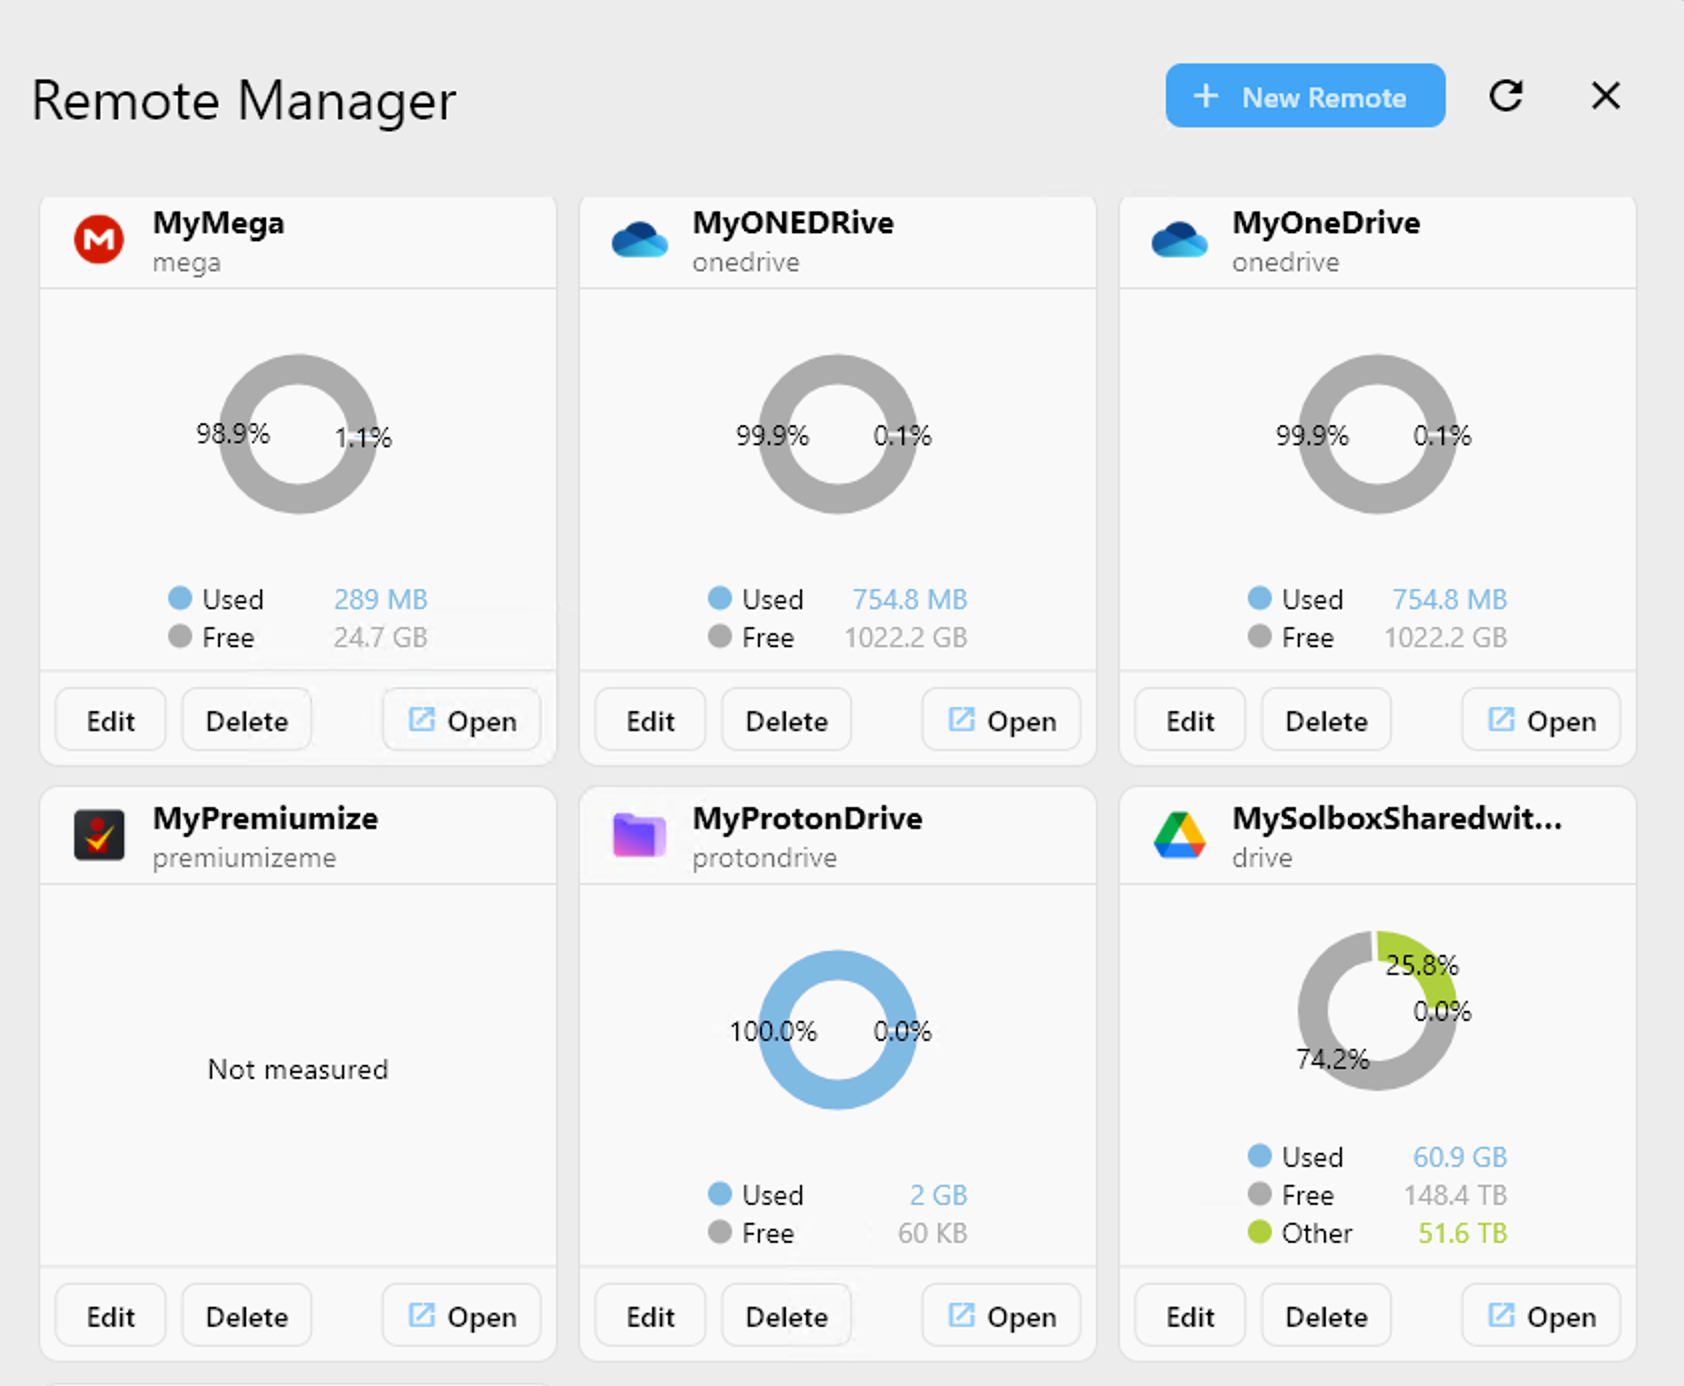 Remote Manager
+ New Remote
MyMega
mega
98.9%
1.1%
Used 289 MB
Free 24.7 GB
Edit Delete Open
MyONEDRive
onedrive
99.9%
0.1%
Used 754.8 MB
Free 1022.2 GB
Edit Delete Open
MyOneDrive
onedrive
99.9%
0.1%
Used 754.8 MB
Free 1022.2 GB
Edit Delete Open
MyPremiumize
premiumizeme
Not measured
Edit Delete Open
MyProtonDrive
protondrive
100.0%
0.0%
Used 2 GB
Free 60 KB
Edit Delete Open
MySolboxSharedwit...
drive
25.8%
0.0%
74.2%
Used 60.9 GB
Free 148.4 TB
Other 51.6 TB
Edit Delete Open